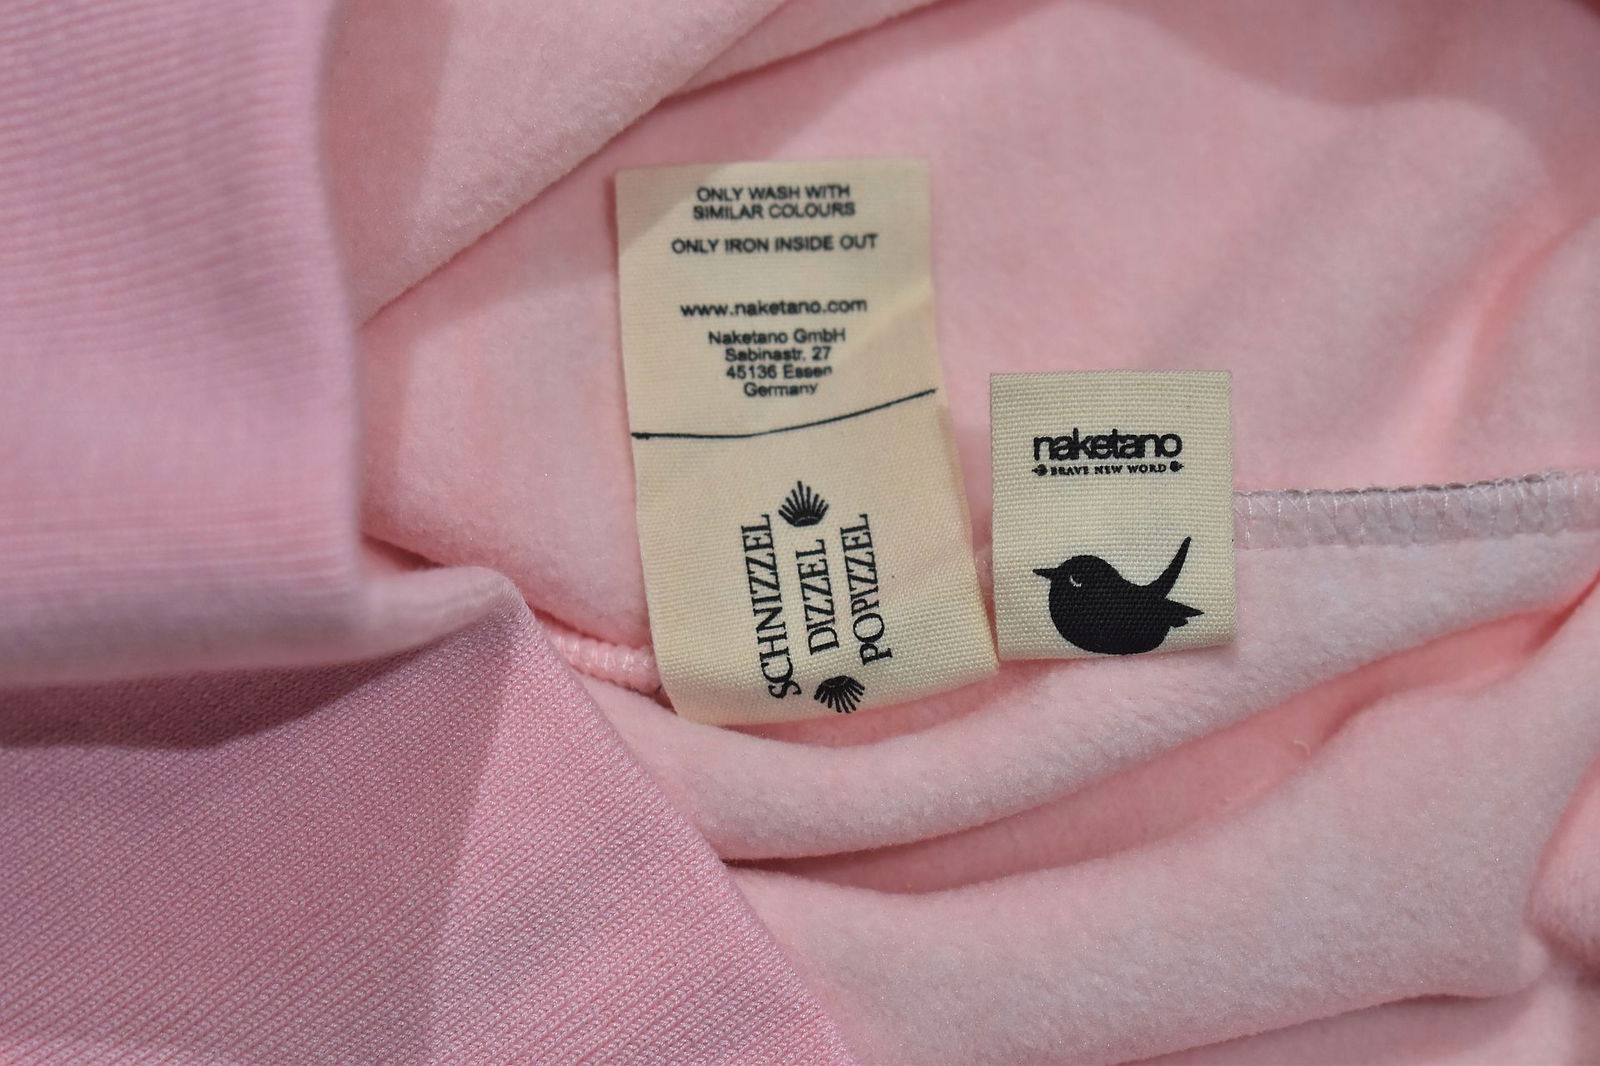 ONLY WASH WITH
SIMILAR COLOURS
ONLY IRON INSIDE OUT
www.naketano.com
Naketano GmbH
Sabinastr. 27
45136 Essen
Germany
SCHNIZZEL
DIZZEL
POPIZZEL
naketano
BRAVE NEW WORD